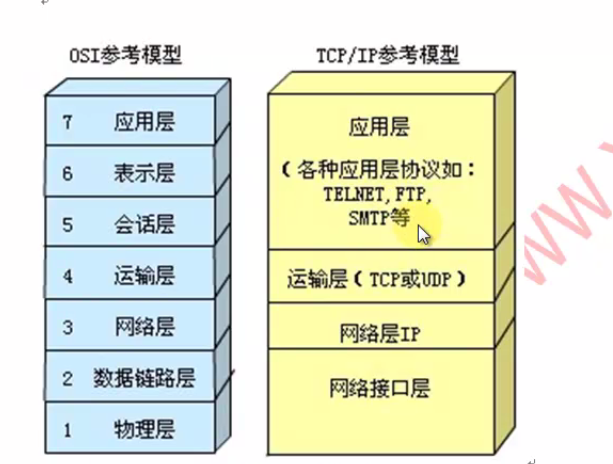 OSI参考模型
7 应用层
6 表示层
5 会话层
4 运输层
3 网络层
2 数据链路层
1 物理层
TCP/IP参考模型
应用层
(各种应用层协议如:
TELNET,FTP,
SMTP等
运输层(TCP或UDP)
网络层IP
网络接口层
WW.